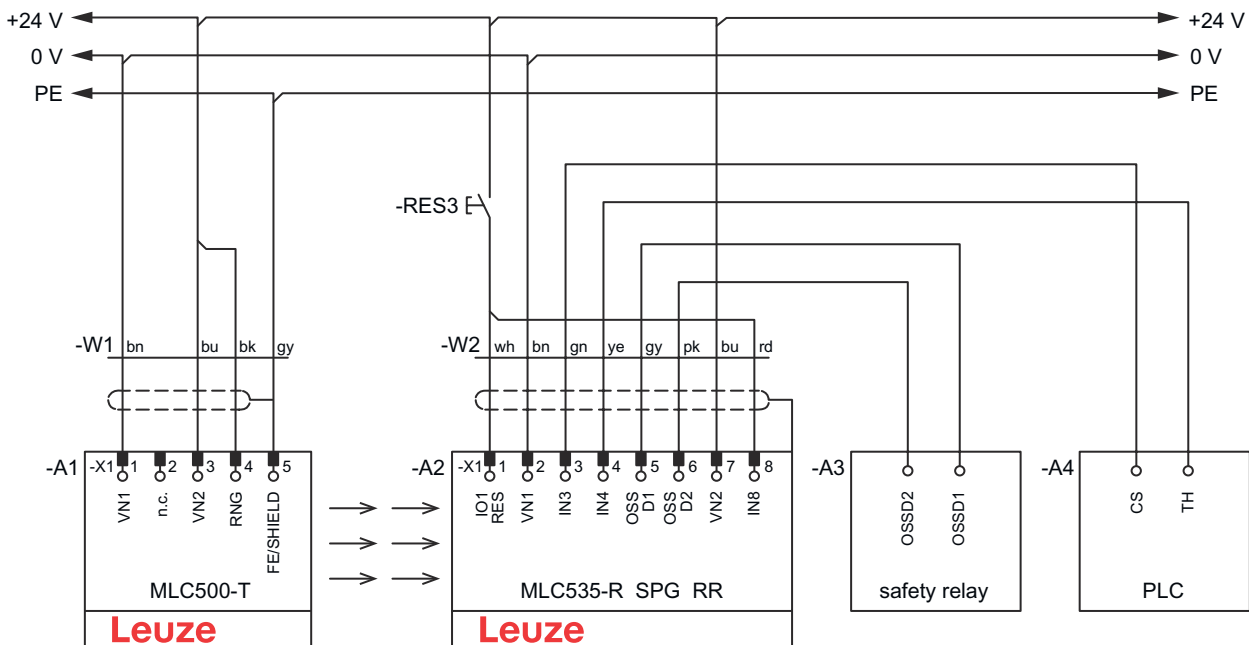 +24 V +24 V
0 V 0 V
PE PE
-RES3
-W1 bn bu bk gy
-W2 wh bn gn ye gy pk bu rd
-A1 -X1 1 2 3 4 5
-A2 -X1 1 2 3 4 5 6 7 8
-A3
-A4
VN1
n.c.
VN2
RNG
FE/SHIELD
IO1
RES
VN1
IN3
IN4
OSS
D1
OSS
D2
VN2
IN8
OSSD2
OSSD1
CS
TH
MLC500-T
MLC535-R SPG RR
safety relay
PLC
Leuze
Leuze